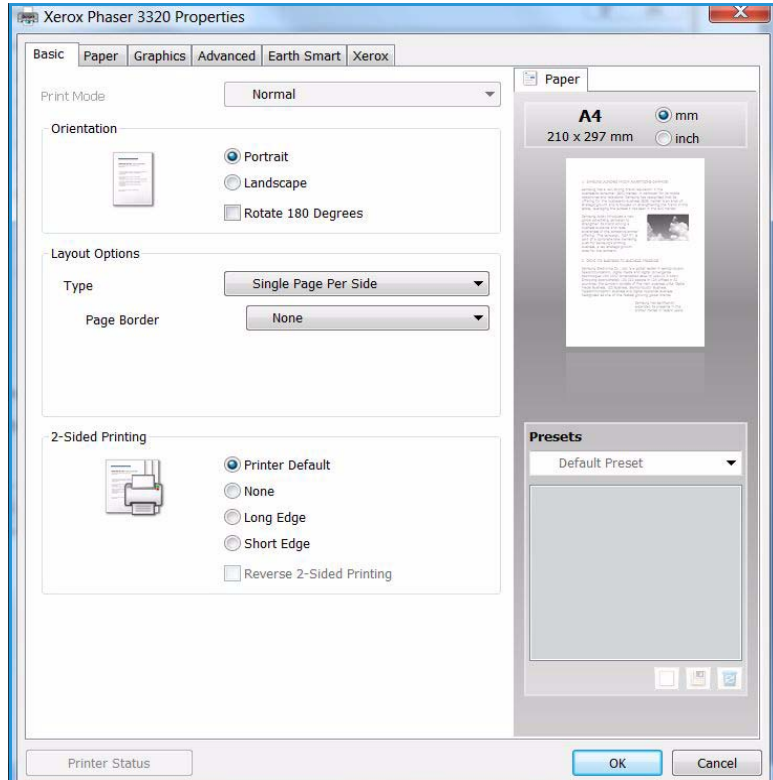 Xerox Phaser 3320 Properties
Basic Paper Graphics Advanced Earth Smart Xerox
Print Mode Normal
Orientation
Portrait
Landscape
Rotate 180 Degrees
Layout Options
Type Single Page Per Side
Page Border None
2-Sided Printing
Printer Default
None
Long Edge
Short Edge
Reverse 2-Sided Printing
Paper
A4 mm
210 x 297 mm inch
Presets
Default Preset
Printer Status OK Cancel